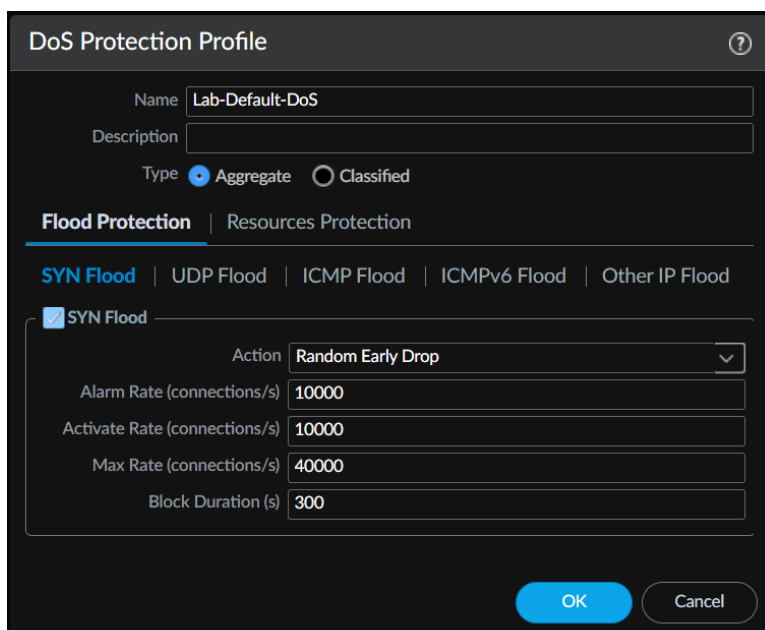 DoS Protection Profile ?
Name Lab-Default-DoS
Description
Type Aggregate Classified
Flood Protection | Resources Protection
SYN Flood | UDP Flood | ICMP Flood | ICMPv6 Flood | Other IP Flood
SYN Flood
Action Random Early Drop
Alarm Rate (connections/s) 10000
Activate Rate (connections/s) 10000
Max Rate (connections/s) 40000
Block Duration (s) 300
OK Cancel